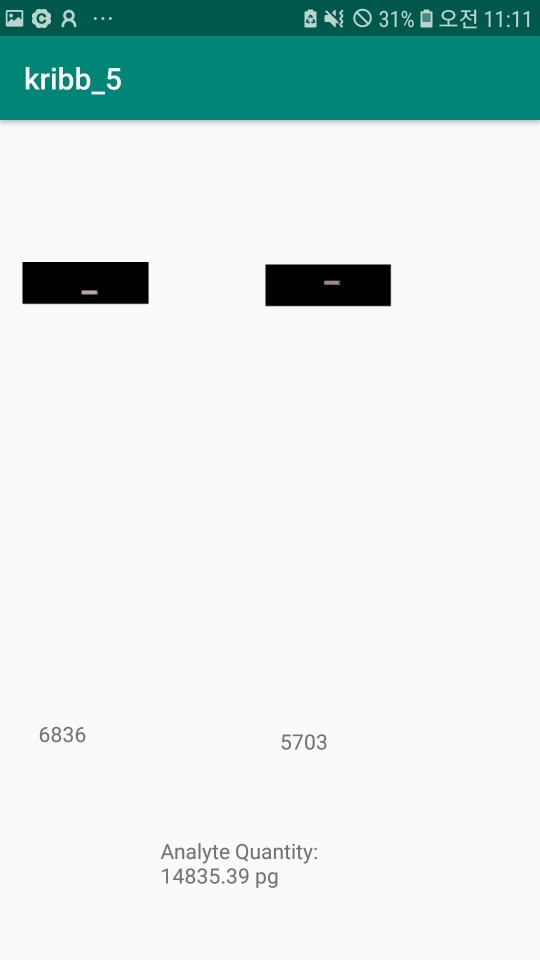 31% 오전 11:11
kribb_5
6836
5703
Analyte Quantity:
14835.39 pg